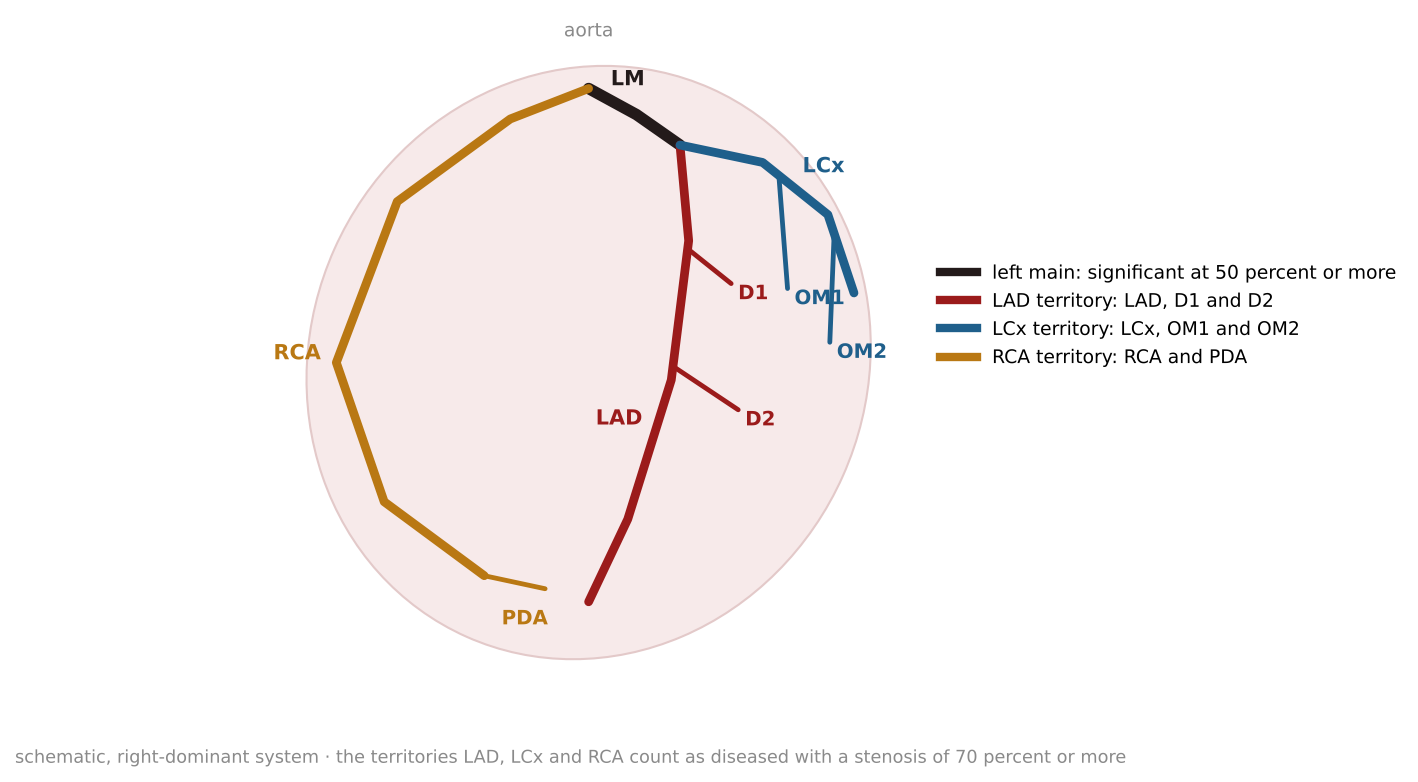 aorta
LM
LCx
D1
OM1
RCA
OM2
LAD
D2
PDA
left main: significant at 50 percent or more
LAD territory: LAD, D1 and D2
LCx territory: LCx, OM1 and OM2
RCA territory: RCA and PDA
schematic, right-dominant system · the territories LAD, LCx and RCA count as diseased with a stenosis of 70 percent or more